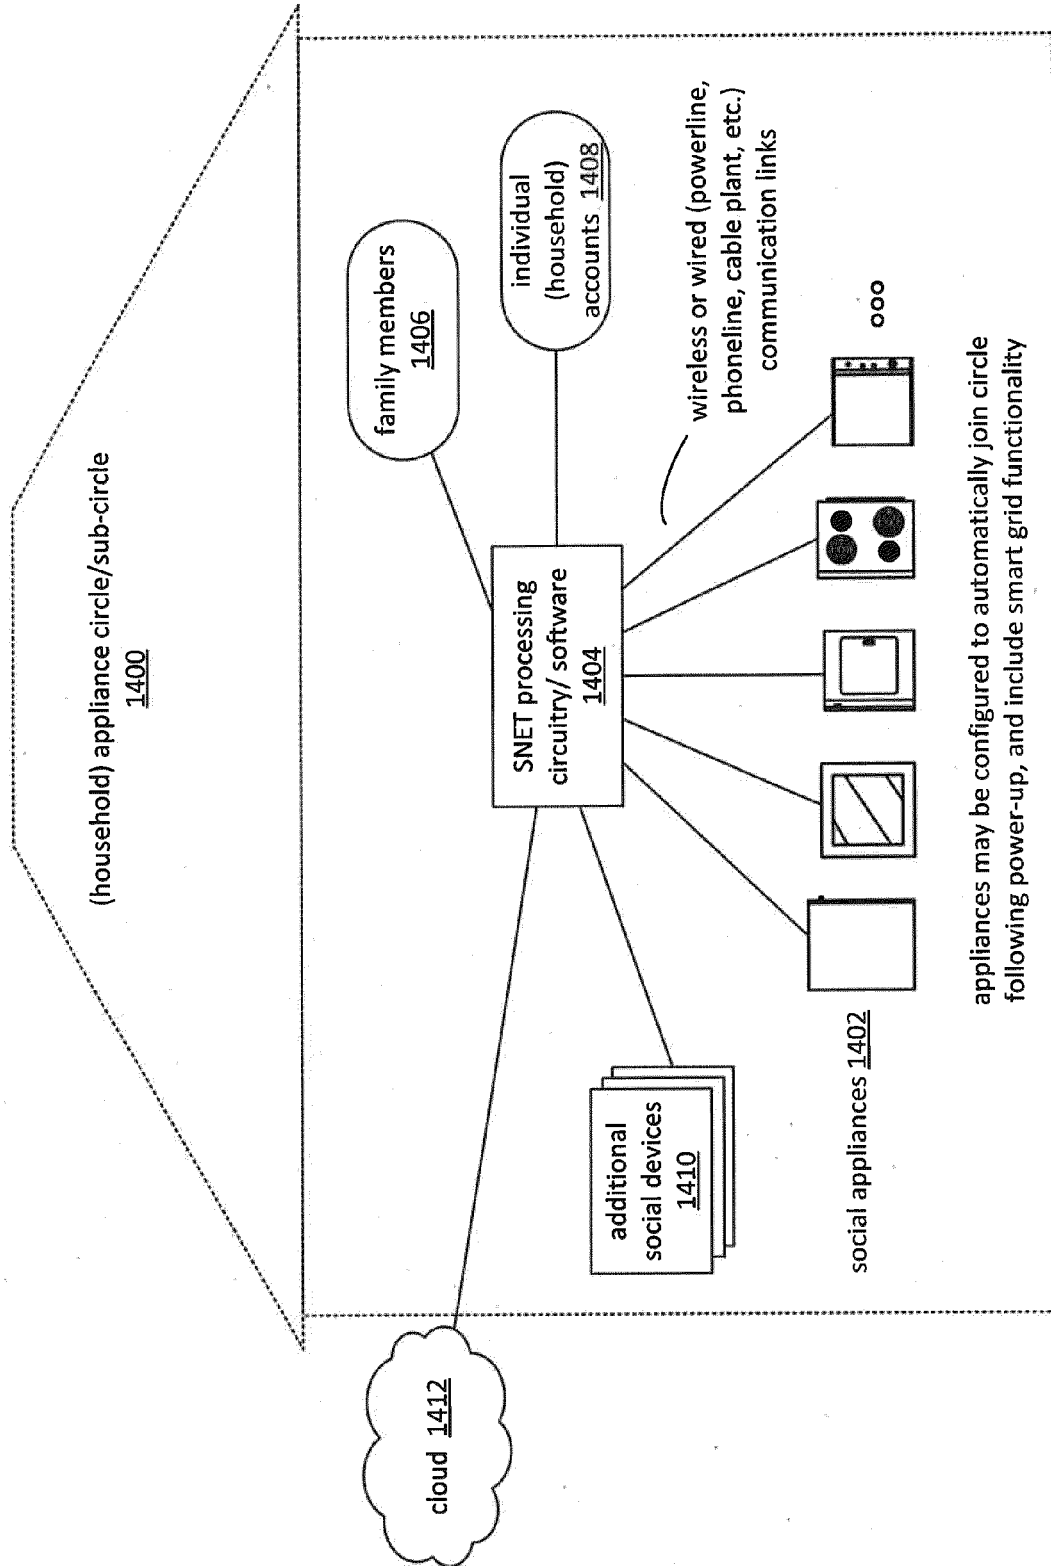 (household) appliance circle/sub-circle
1400
family members
1406
individual
(household)
accounts 1408
SNET processing
circuitry/ software
1404
cloud 1412
wireless or wired (powerline,
phoneline, cable plant, etc.)
communication links
additional
social devices
1410
social appliances 1402
appliances may be configured to automatically join circle
following power-up, and include smart grid functionality